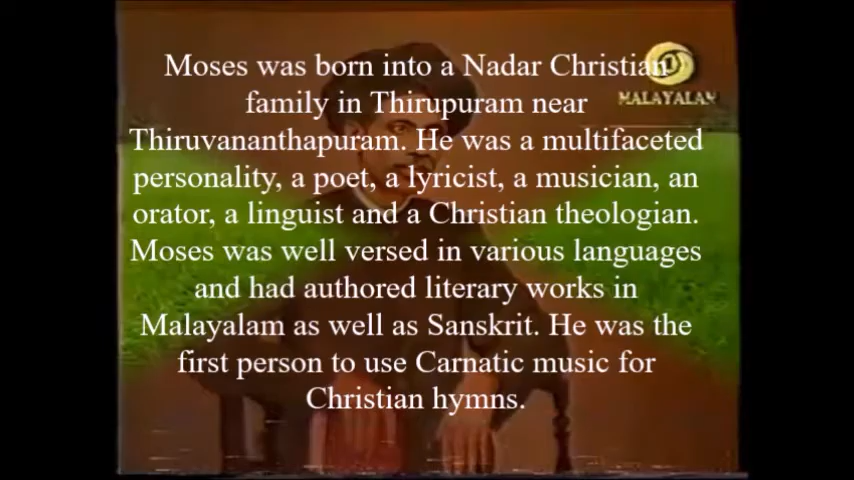 Moses was born into a Nadar Christian
family in Thirupuram near
Thiruvananthapuram. He was a multifaceted
personality, a poet, a lyricist, a musician, an
orator, a linguist and a Christian theologian.
Moses was well versed in various languages
and had authored literary works in
Malayalam as well as Sanskrit. He was the
first person to use Carnatic music for
Christian hymns.
MALAYALAM